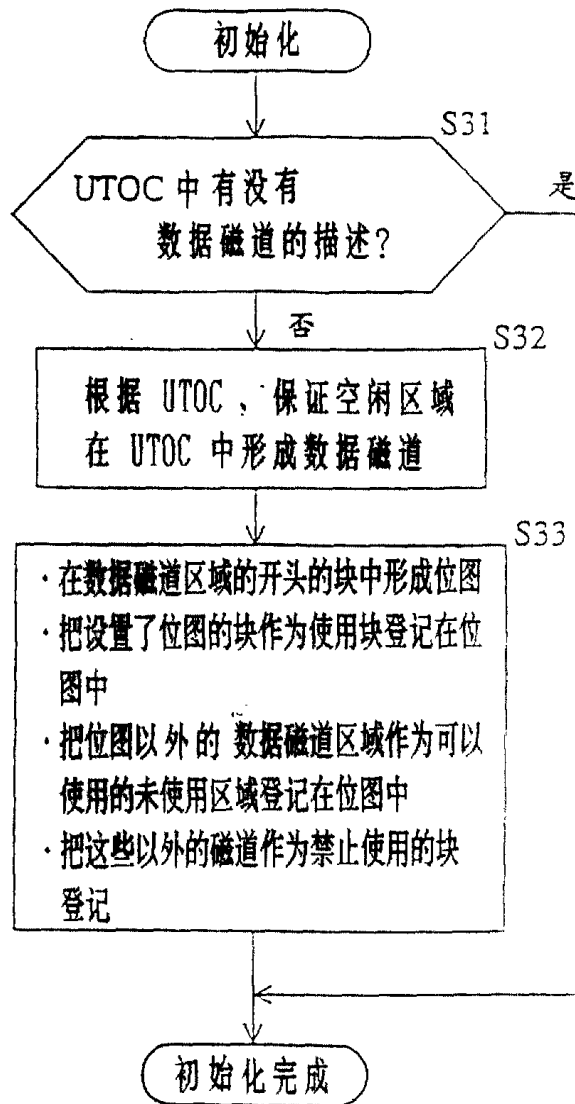 初始化
S31
UTOC 中有没有
数据磁道的描述?
是
否
S32
根据 UTOC、保证空闲区域
在 UTOC 中形成数据磁道
S33
·在数据磁道区域的开头的块中形成位图
·把设置了位图的块作为使用块登记在位
图中
·把位图以外的 数据磁道区域作为可以
使用的未使用区域登记在位图中
·把这些以外的磁道作为禁止使用的块
登记
初始化完成